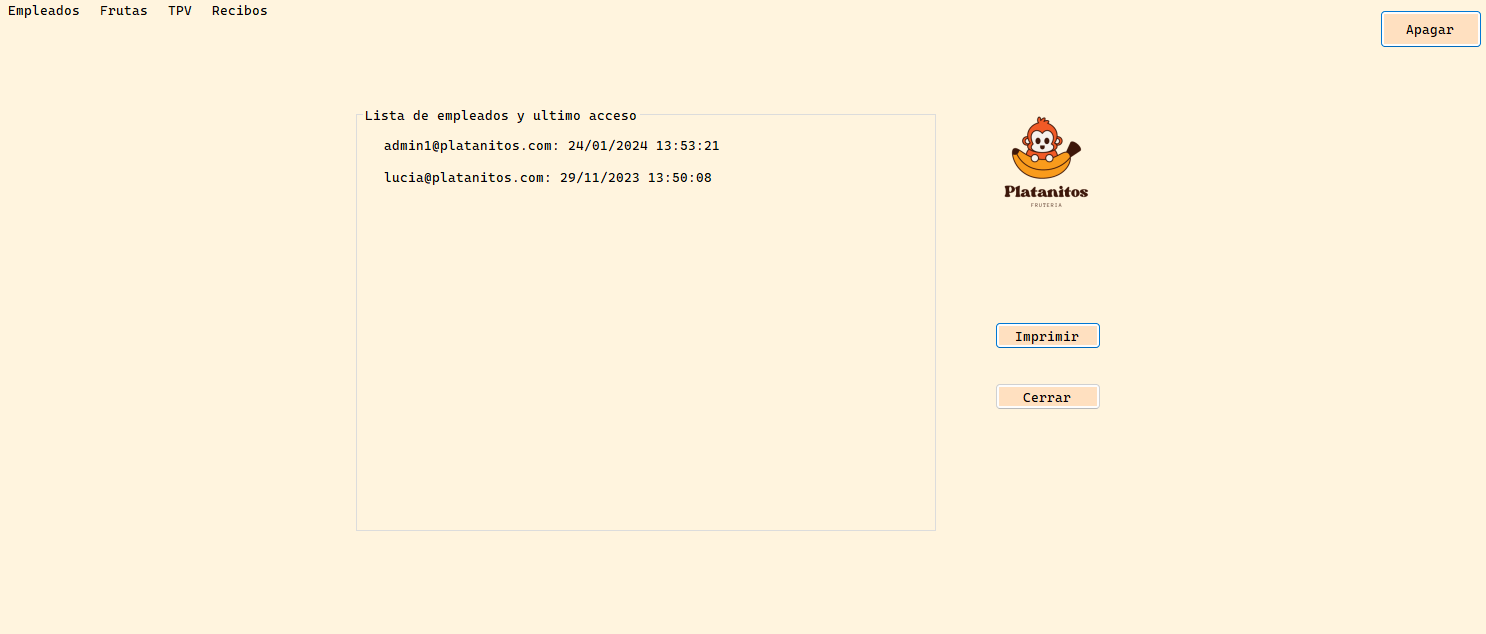 Empleados Frutas TPV Recibos
Apagar
Lista de empleados y ultimo acceso
admin1@platanitos.com: 24/01/2024 13:53:21
lucia@platanitos.com: 29/11/2023 13:50:08
Platanitos
FRUTERIA
Imprimir
Cerrar